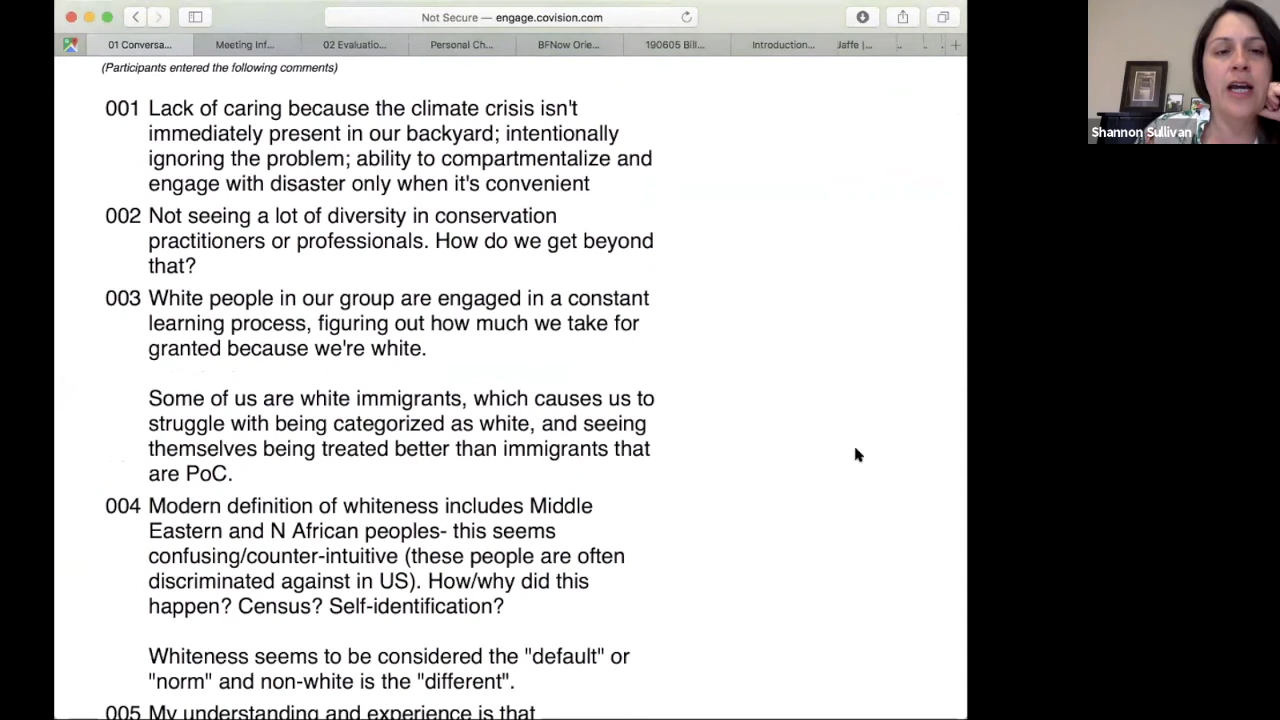 Not Secure — engage.covision.com
01 Conversa...
Meeting Inf...
02 Evaluatio...
Personal Ch...
BFNow Orie...
190605 Bill...
Introduction...
Jaffe |...
(Participants entered the following comments)
001 Lack of caring because the climate crisis isn't
immediately present in our backyard; intentionally
ignoring the problem; ability to compartmentalize and
engage with disaster only when it's convenient
002 Not seeing a lot of diversity in conservation
practitioners or professionals. How do we get beyond
that?
003 White people in our group are engaged in a constant
learning process, figuring out how much we take for
granted because we're white.
Some of us are white immigrants, which causes us to
struggle with being categorized as white, and seeing
themselves being treated better than immigrants that
are PoC.
004 Modern definition of whiteness includes Middle
Eastern and N African peoples- this seems
confusing/counter-intuitive (these people are often
discriminated against in US). How/why did this
happen? Census? Self-identification?
Whiteness seems to be considered the "default" or
"norm" and non-white is the "different".
005 My understanding and experience is that
Shannon Sullivan